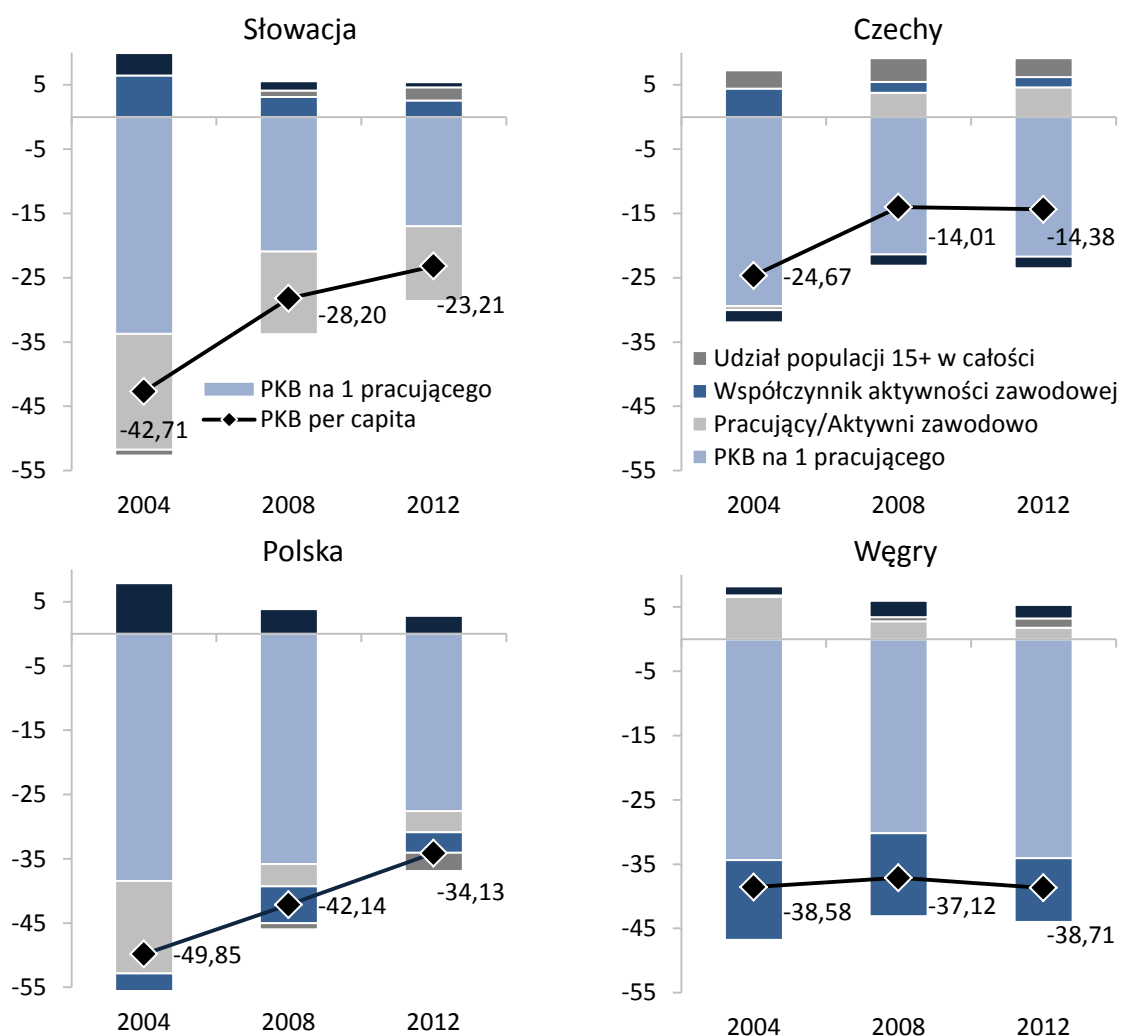 Słowacja
5
-5
-15
-25
-35
-45
-55
-42,71
-28,20
-23,21
PKB na 1 pracującego
PKB per capita
2004 2008 2012
Czechy
5
-5
-15
-25
-35
-45
-55
-24,67
-14,01
-14,38
Udział populacji 15+ w całości
Współczynnik aktywności zawodowej
Pracujący/Aktywni zawodowo
PKB na 1 pracującego
2004 2008 2012
Polska
5
-5
-15
-25
-35
-45
-55
-49,85
-42,14
-34,13
2004 2008 2012
Węgry
5
-5
-15
-25
-35
-45
-55
-38,58
-37,12
-38,71
2004 2008 2012